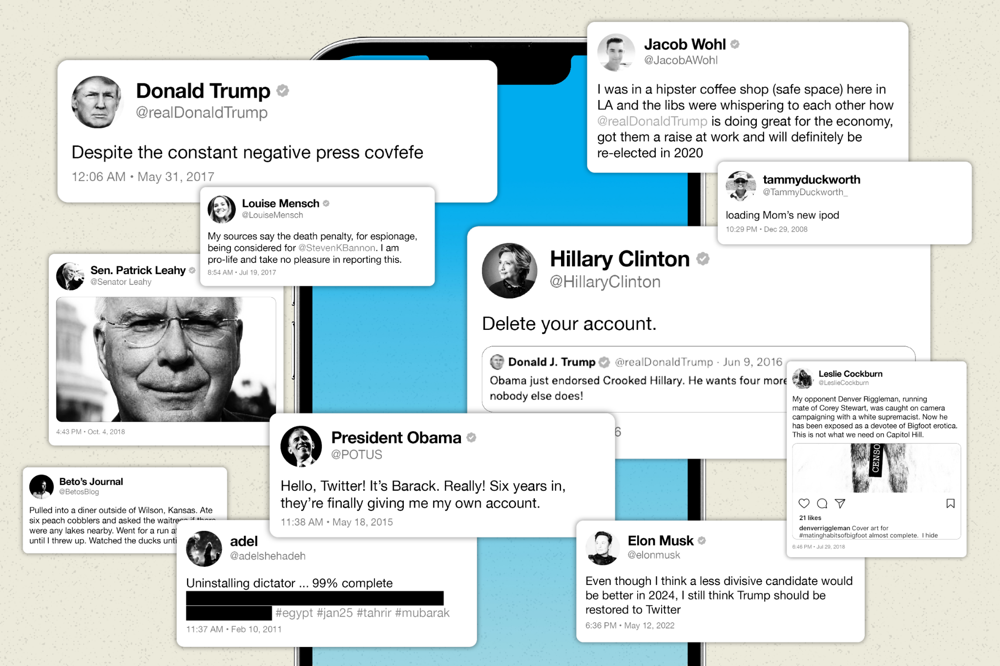 Donald Trump
@realDonaldTrump
Despite the constant negative press covfefe
12:06 AM • May 31, 2017
Jacob Wohl
@JacobAWohl
I was in a hipster coffee shop (safe space) here in
LA and the libs were whispering to each other how
@realDonaldTrump is doing great for the economy,
got them a raise at work and will definitely be
re-elected in 2020
tammyduckworth
@TammyDuckworth_
loading Mom's new ipod
10:29 PM • Dec 29, 2008
Louise Mensch
@LouiseMensch
My sources say the death penalty, for espionage,
being considered for @StevenKBannon. I am
pro-life and take no pleasure in reporting this.
8:54 AM • Jul 19, 2017
Sen. Patrick Leahy
@Senator Leahy
4:43 PM • Oct. 4, 2018
Hillary Clinton
@HillaryClinton
Delete your account.
Donald J. Trump @realDonaldTrump · Jun 9, 2016
Obama just endorsed Crooked Hillary. He wants four more
nobody else does!
6
Leslie Cockburn
@LeslieCockburn
My opponent Denver Riggleman, running
mate of Corey Stewart, was caught on camera
campaigning with a white supremacist. Now he
has been exposed as a devotee of Bigfoot erotica.
This is not what we need on Capitol Hill.
CENSO
21 likes
denverriggleman Cover art for
#matinghabitsofbigfoot almost complete. I hide
6:46 PM • Jul 29, 2018
President Obama
@POTUS
Hello, Twitter! It's Barack. Really! Six years in,
they're finally giving me my own account.
11:38 AM • May 18, 2015
Beto's Journal
@BetosBlog
Pulled into a diner outside of Wilson, Kansas. Ate
six peach cobblers and asked the waitress if there
were any lakes nearby. Went for a run a
until I threw up. Watched the ducks unti
adel
@adelshehadeh
Uninstalling dictator ... 99% complete
#egypt #jan25 #tahrir #mubarak
11:37 AM • Feb 10, 2011
Elon Musk
@elonmusk
Even though I think a less divisive candidate would
be better in 2024, I still think Trump should be
restored to Twitter
6:36 PM • May 12, 2022